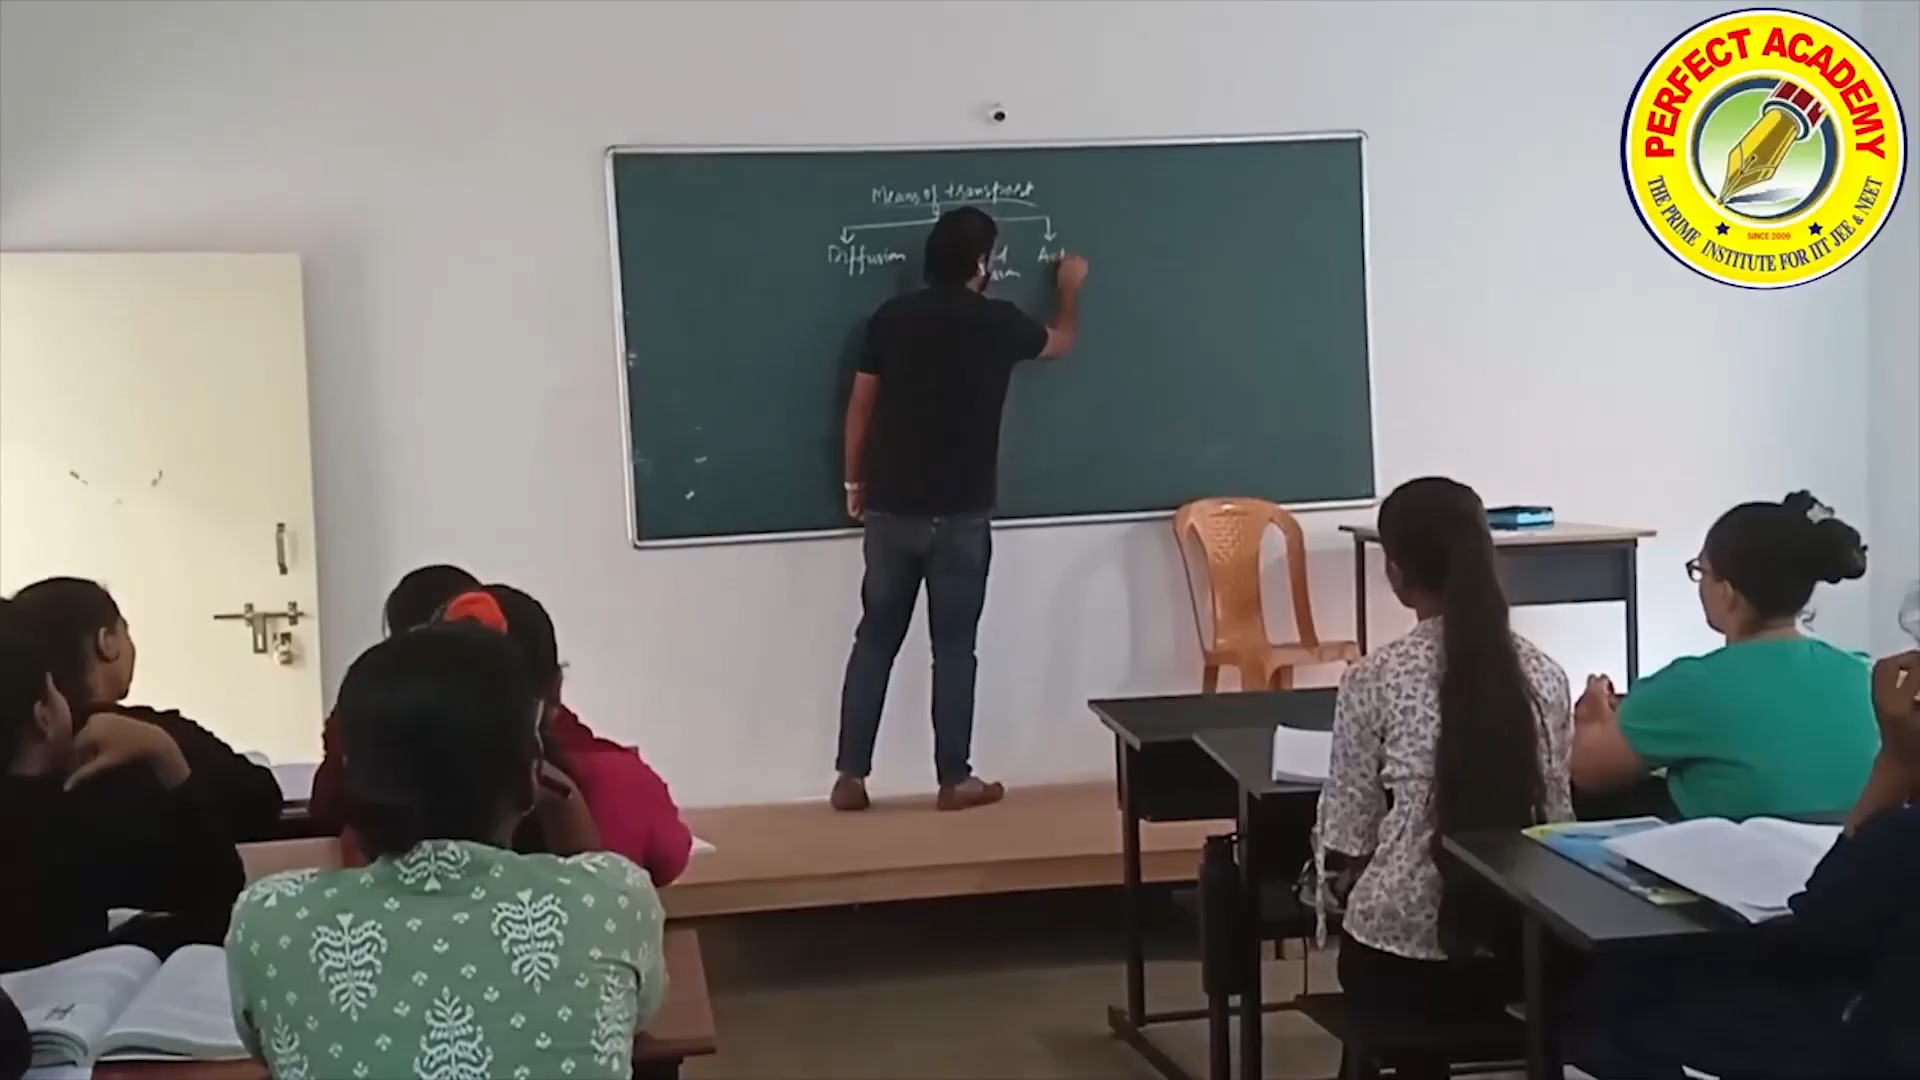 Means of transport
Diffusion
PERFECT ACADEMY
THE PRIME INSTITUTE FOR IIT JEE & NEET
SINCE 2009